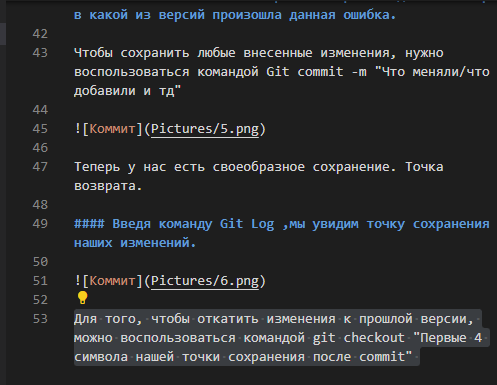 в какой из версий произошла данная ошибка.
42
43 Чтобы сохранить любые внесенные изменения, нужно
воспользоваться командой Git commit -m "Что меняли/что
добавили и тд"
44
45 ![Коммит](Pictures/5.png)
46
47 Теперь у нас есть своеобразное сохранение. Точка
возврата.
48
49 #### Введя команду Git Log ,мы увидим точку сохранения
наших изменений.
50
51 ![Коммит](Pictures/6.png)
52
53 Для того, чтобы откатить изменения к прошлой версии,
можно воспользоваться командой git checkout "Первые 4
символа нашей точки сохранения после commit"